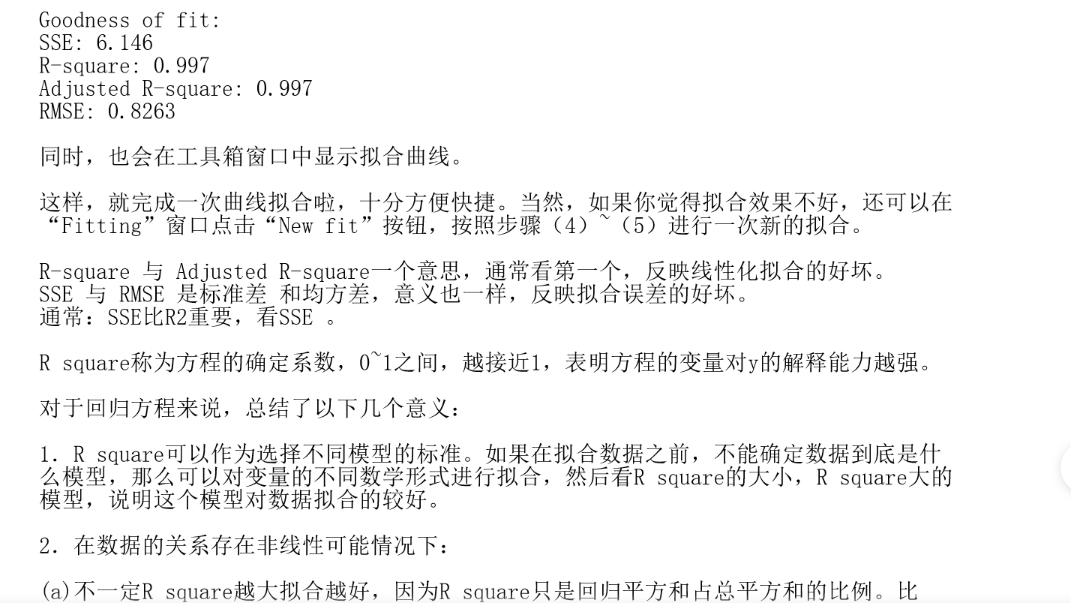 Goodness of fit:
SSE: 6.146
R-square: 0.997
Adjusted R-square: 0.997
RMSE: 0.8263
同时，也会在工具箱窗口中显示拟合曲线。
这样，就完成一次曲线拟合啦，十分方便快捷。当然，如果你觉得拟合效果不好，还可以在
“Fitting”窗口点击“New fit”按钮，按照步骤（4）~（5）进行一次新的拟合。
R-square 与 Adjusted R-square一个意思，通常看第一个，反映线性化拟合的好坏。
SSE 与 RMSE 是标准差 和均方差，意义也一样，反映拟合误差的好坏。
通常：SSE比R2重要，看SSE 。
R square称为方程的确定系数，0~1之间，越接近1，表明方程的变量对y的解释能力越强。
对于回归方程来说，总结了以下几个意义：
1. R square可以作为选择不同模型的标准。如果在拟合数据之前，不能确定数据到底是什
么模型，那么可以对变量的不同数学形式进行拟合，然后看R square的大小，R square大的
模型，说明这个模型对数据拟合的较好。
2. 在数据的关系存在非线性可能情况下：
(a)不一定R square越大拟合越好，因为R square只是回归平方和占总平方和的比例。比